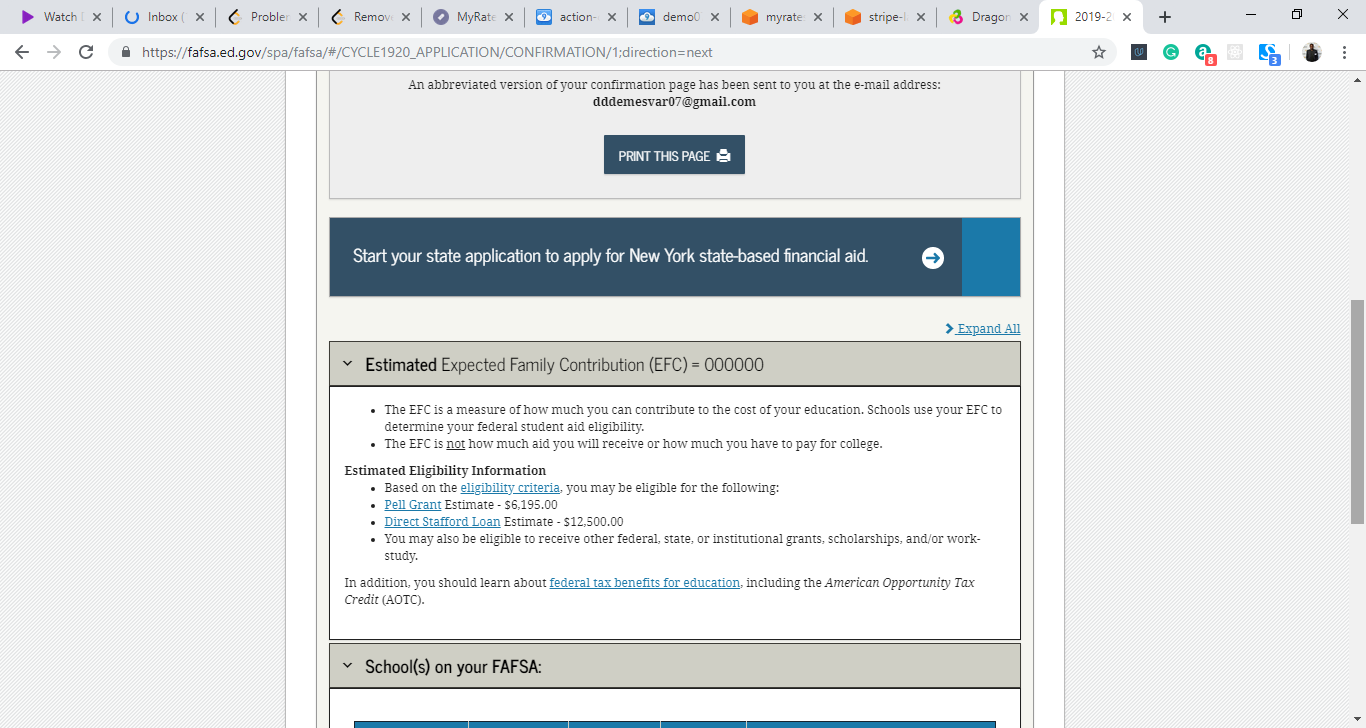 Watch
Inbox (
Problem
Remove
MyRate
action-
demo0
myrate
stripe-
Dragon
2019-2
https://fafsa.ed.gov/spa/fafsa/#/CYCLE1920_APPLICATION/CONFIRMATION/1;direction=next
8
3
An abbreviated version of your confirmation page has been sent to you at the e-mail address:
dddemesvar07@gmail.com
PRINT THIS PAGE
Start your state application to apply for New York state-based financial aid.
Expand All
Estimated Expected Family Contribution (EFC) = 000000
• The EFC is a measure of how much you can contribute to the cost of your education. Schools use your EFC to
determine your federal student aid eligibility.
• The EFC is not how much aid you will receive or how much you have to pay for college.
Estimated Eligibility Information
• Based on the eligibility criteria, you may be eligible for the following:
• Pell Grant Estimate - $6,195.00
• Direct Stafford Loan Estimate - $12,500.00
• You may also be eligible to receive other federal, state, or institutional grants, scholarships, and/or work-
study.
In addition, you should learn about federal tax benefits for education, including the American Opportunity Tax
Credit (AOTC).
School(s) on your FAFSA: